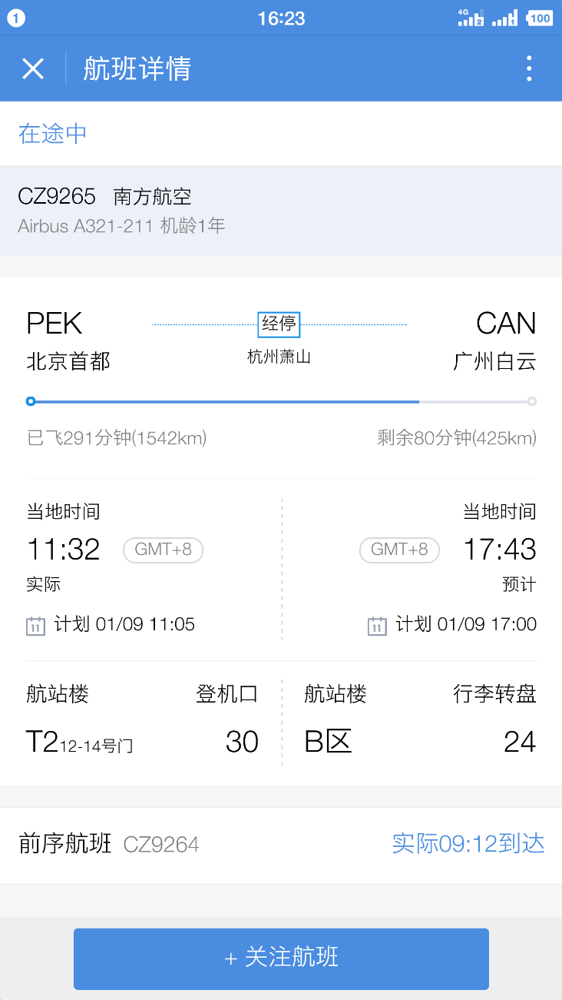 1 16:23 4G 2 1 100
航班详情
在途中
CZ9265 南方航空
Airbus A321-211 机龄1年
PEK 经停 CAN
北京首都 杭州萧山 广州白云
已飞291分钟(1542km) 剩余80分钟(425km)
当地时间 当地时间
11:32 GMT+8 GMT+8 17:43
实际 预计
11 计划 01/09 11:05 11 计划 01/09 17:00
航站楼 登机口 航站楼 行李转盘
T212-14号门 30 B区 24
前序航班 CZ9264 实际09:12到达
+ 关注航班